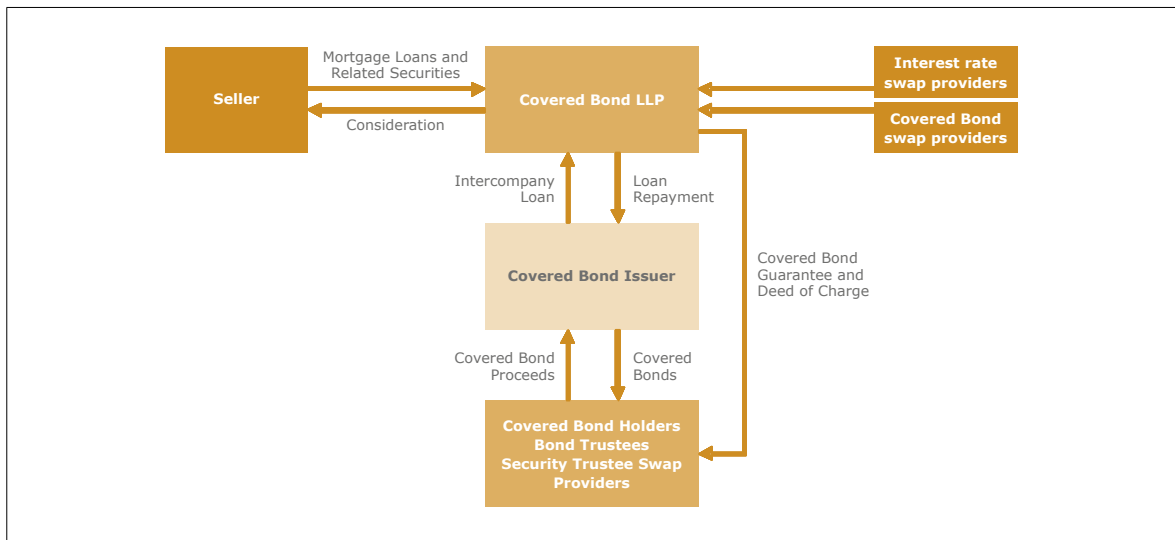 Seller
Mortgage Loans and
Related Securities
Consideration
Covered Bond LLP
Interest rate
swap providers
Covered Bond
swap providers
Intercompany
Loan
Loan
Repayment
Covered Bond Issuer
Covered Bond
Guarantee and
Deed of Charge
Covered Bond
Proceeds
Covered
Bonds
Covered Bond Holders
Bond Trustees
Security Trustee Swap
Providers